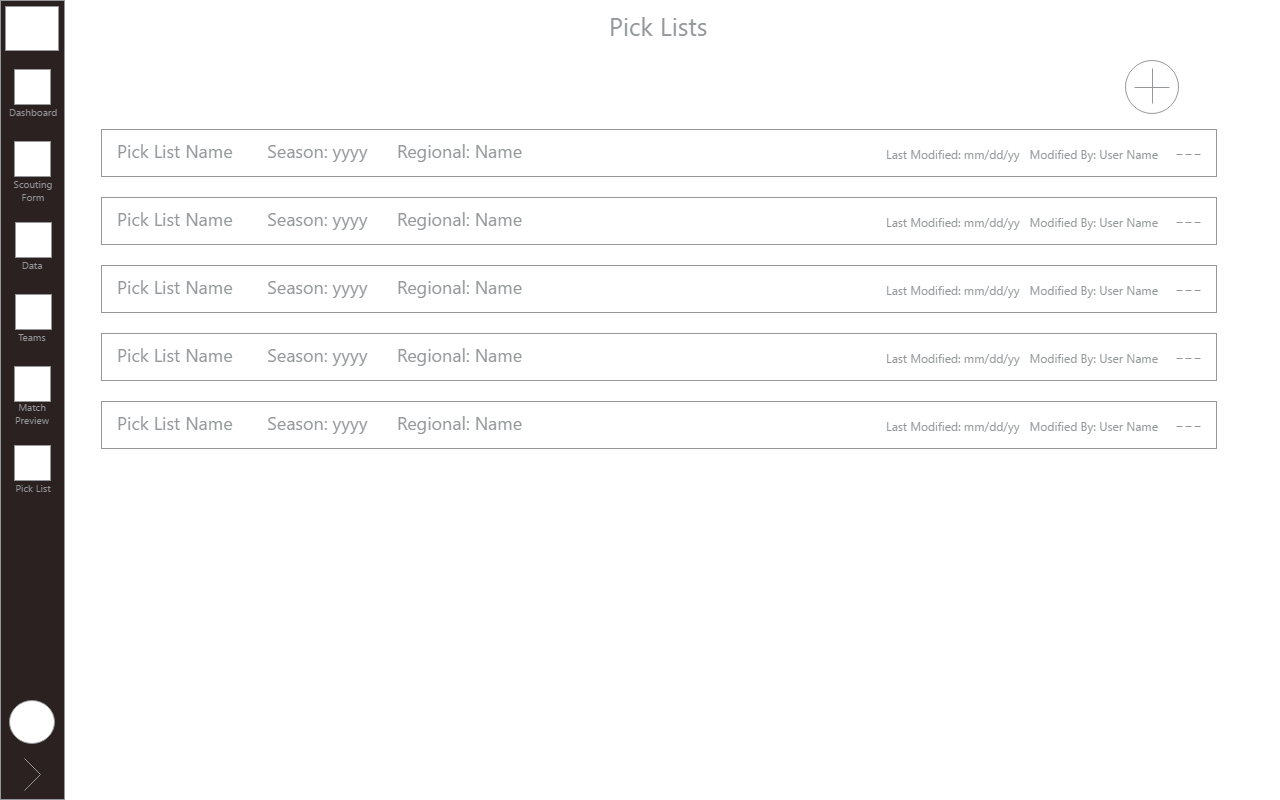 Pick Lists
Dashboard
Scouting
Form
Data
Teams
Match
Preview
Pick List
Pick List Name Season: yyyy Regional: Name Last Modified: mm/dd/yy Modified By: User Name ---
Pick List Name Season: yyyy Regional: Name Last Modified: mm/dd/yy Modified By: User Name ---
Pick List Name Season: yyyy Regional: Name Last Modified: mm/dd/yy Modified By: User Name ---
Pick List Name Season: yyyy Regional: Name Last Modified: mm/dd/yy Modified By: User Name ---
Pick List Name Season: yyyy Regional: Name Last Modified: mm/dd/yy Modified By: User Name ---